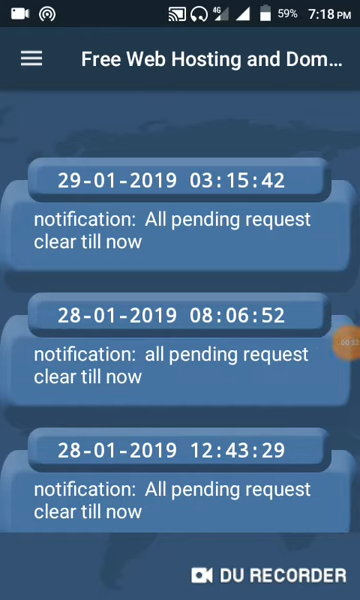 4G 59% 7:18 PM
Free Web Hosting and Dom...
29-01-2019 03:15:42
notification: All pending request
clear till now
28-01-2019 08:06:52
notification: all pending request
clear till now
28-01-2019 12:43:29
notification: All pending request
clear till now
DU RECORDER